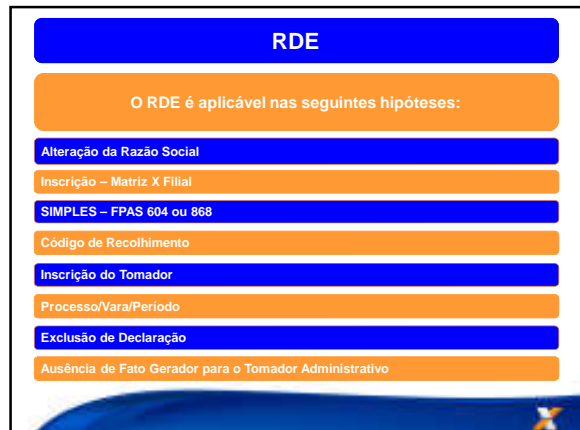 RDE
O RDE é aplicável nas seguintes hipóteses:
Alteração da Razão Social
Inscrição – Matriz X Filial
SIMPLES – FPAS 604 ou 868
Código de Recolhimento
Inscrição do Tomador
Processo/Vara/Período
Exclusão de Declaração
Ausência de Fato Gerador para o Tomador Administrativo